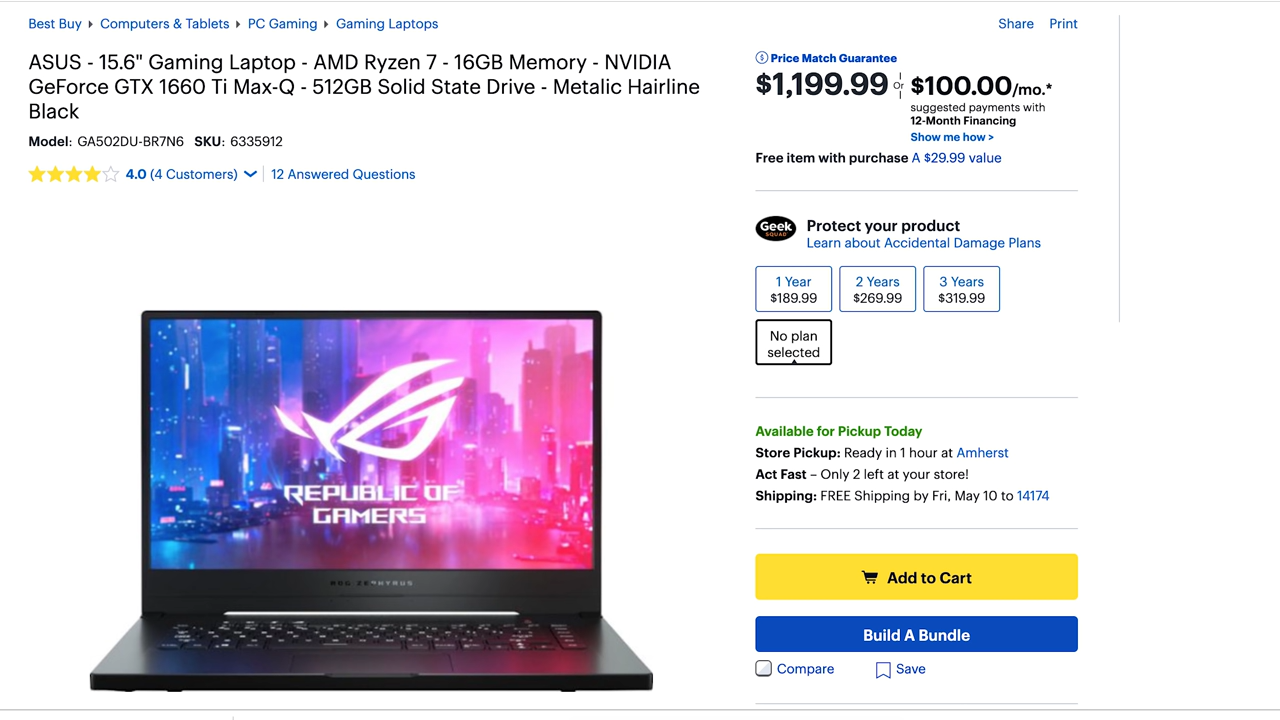 Best Buy Computers & Tablets PC Gaming Gaming Laptops
Share Print
ASUS - 15.6" Gaming Laptop - AMD Ryzen 7 - 16GB Memory - NVIDIA
GeForce GTX 1660 Ti Max-Q - 512GB Solid State Drive - Metalic Hairline
Black
Model: GA502DU-BR7N6 SKU: 6335912
4.0 (4 Customers) 12 Answered Questions
REPUBLIC OF
GAMERS
ROG ZEPHYRUS
Price Match Guarantee
$1,199.99 Or $100.00/mo.*
suggested payments with
12-Month Financing
Show me how >
Free item with purchase A $29.99 value
Geek
SQUAD
Protect your product
Learn about Accidental Damage Plans
1 Year 2 Years 3 Years
$189.99 $269.99 $319.99
No plan
selected
Available for Pickup Today
Store Pickup: Ready in 1 hour at Amherst
Act Fast – Only 2 left at your store!
Shipping: FREE Shipping by Fri, May 10 to 14174
Add to Cart
Build A Bundle
Compare Save